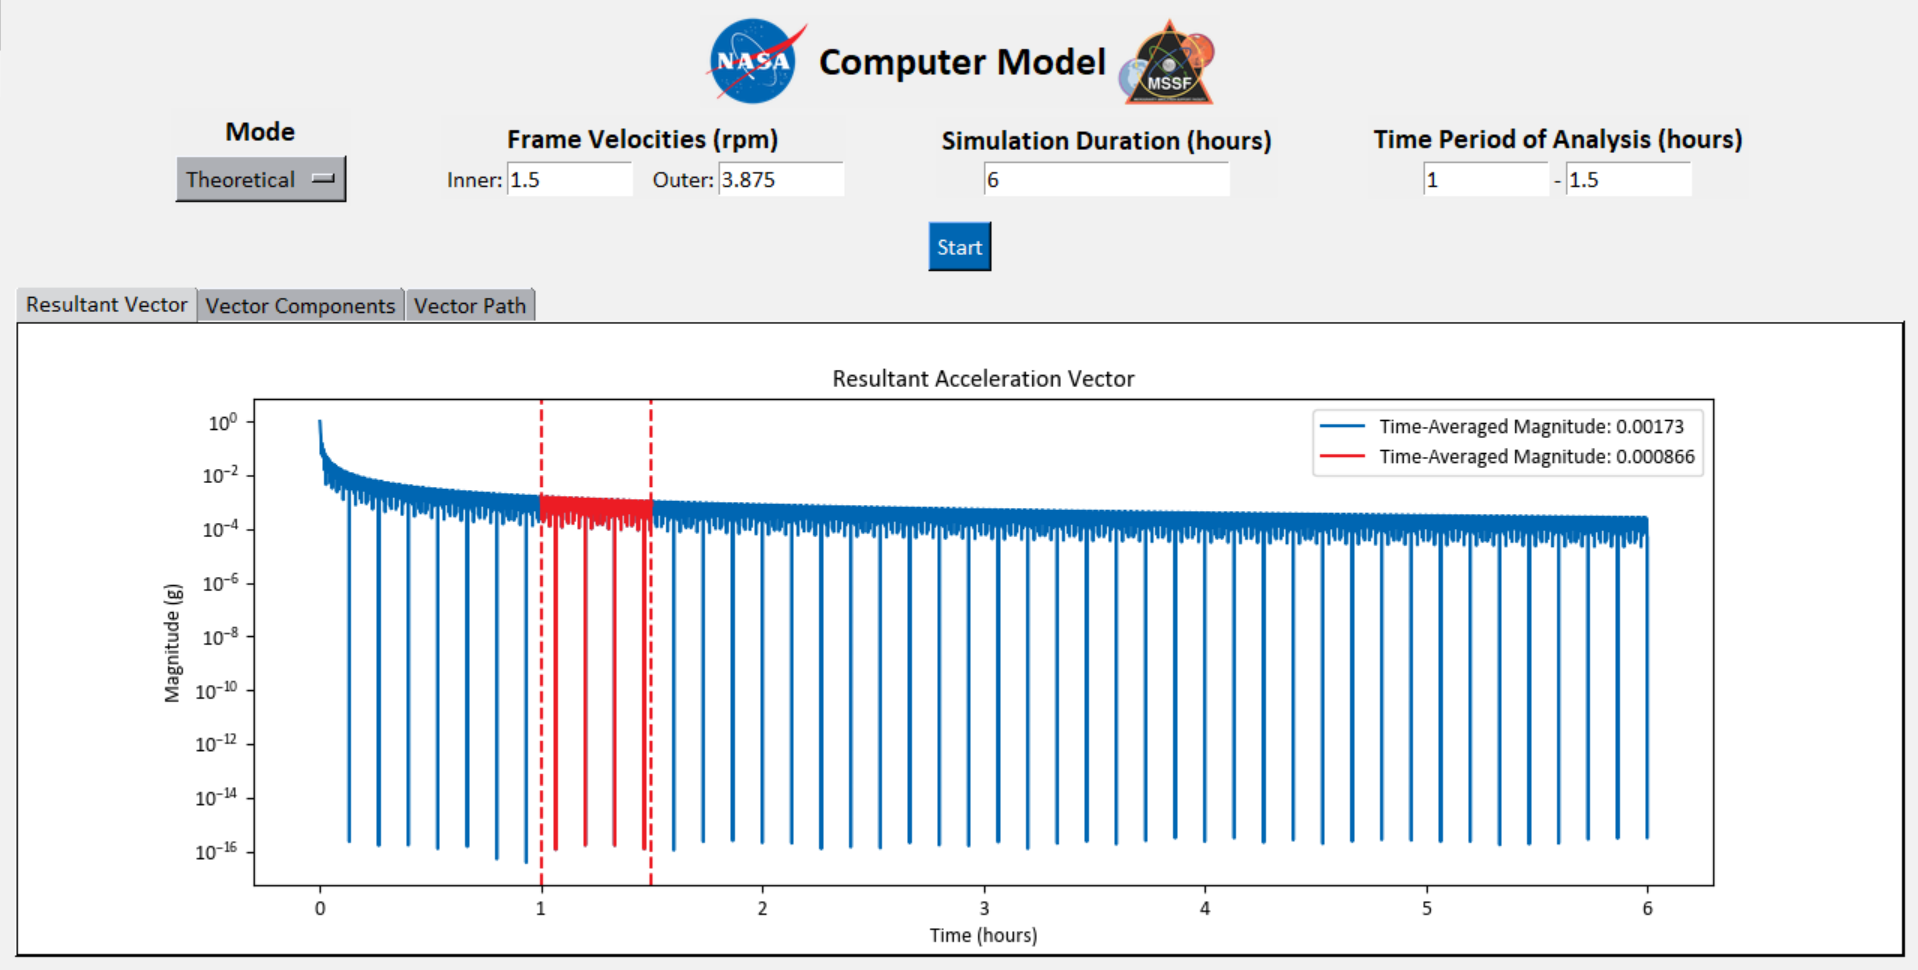 NASA
Computer Model
MSSF
Mode
Frame Velocities (rpm)
Simulation Duration (hours)
Time Period of Analysis (hours)
Theoretical
Inner: 1.5
Outer: 3.875
6
1 - 1.5
Start
Resultant Vector
Vector Components
Vector Path
Resultant Acceleration Vector
Time-Averaged Magnitude: 0.00173
Time-Averaged Magnitude: 0.000866
Magnitude (g)
10⁰
10⁻²
10⁻⁴
10⁻⁶
10⁻⁸
10⁻¹⁰
10⁻¹²
10⁻¹⁴
10⁻¹⁶
0 1 2 3 4 5 6
Time (hours)